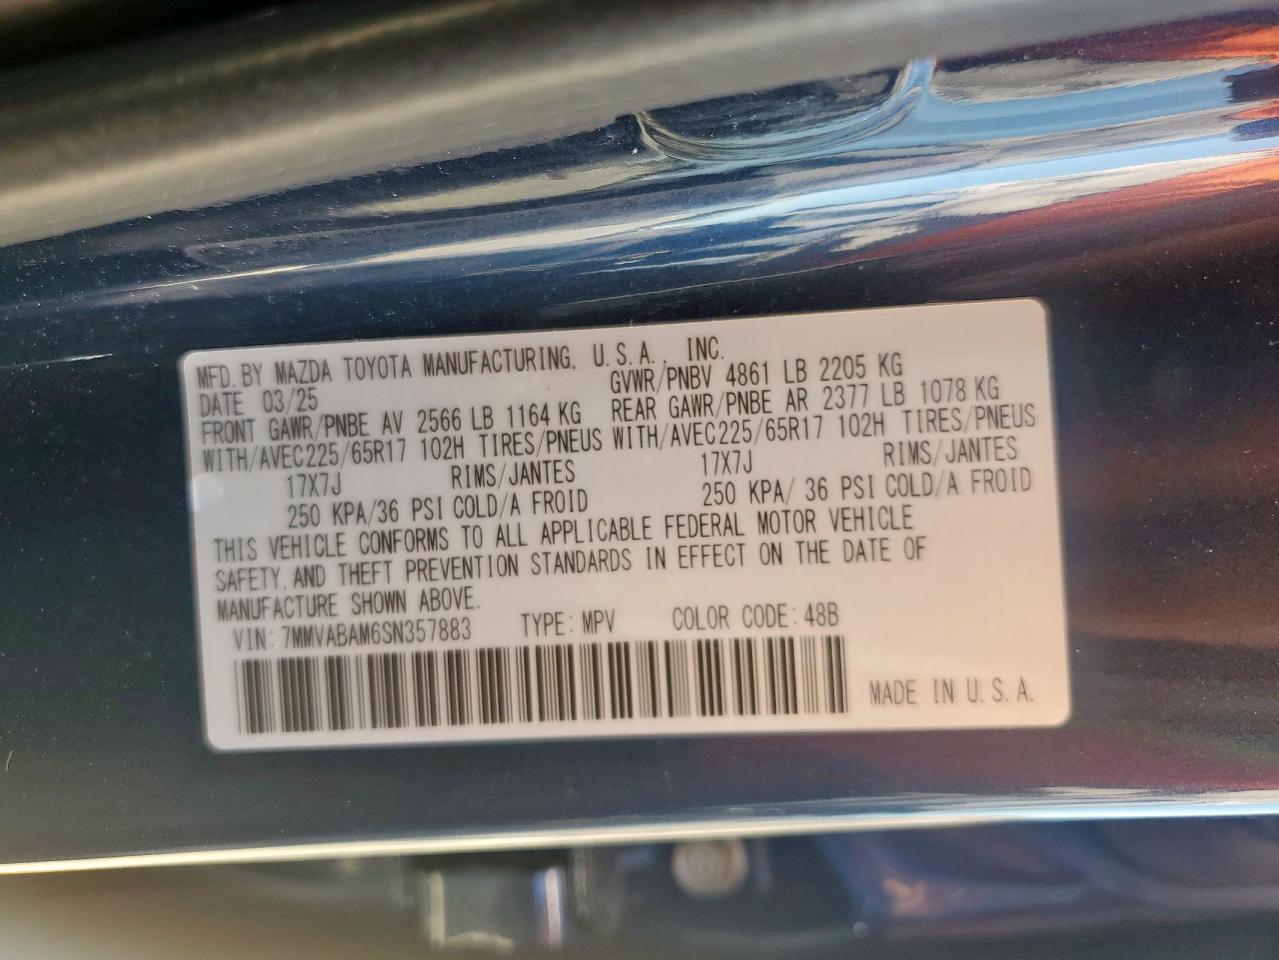 MFD. BY MAZDA TOYOTA MANUFACTURING, U.S.A., INC.
DATE 03/25 GVWR/PNBV 4861 LB 2205 KG
FRONT GAWR/PNBE AV 2566 LB 1164 KG REAR GAWR/PNBE AR 2377 LB 1078 KG
WITH/AVEC225/65R17 102H TIRES/PNEUS WITH/AVEC225/65R17 102H TIRES/PNEUS
17X7J RIMS/JANTES 17X7J RIMS/JANTES
250 KPA/36 PSI COLD/A FROID 250 KPA/ 36 PSI COLD/A FROID
THIS VEHICLE CONFORMS TO ALL APPLICABLE FEDERAL MOTOR VEHICLE
SAFETY, AND THEFT PREVENTION STANDARDS IN EFFECT ON THE DATE OF
MANUFACTURE SHOWN ABOVE.
VIN: 7MMVABAM6SN357883 TYPE: MPV COLOR CODE: 48B
MADE IN U.S.A.